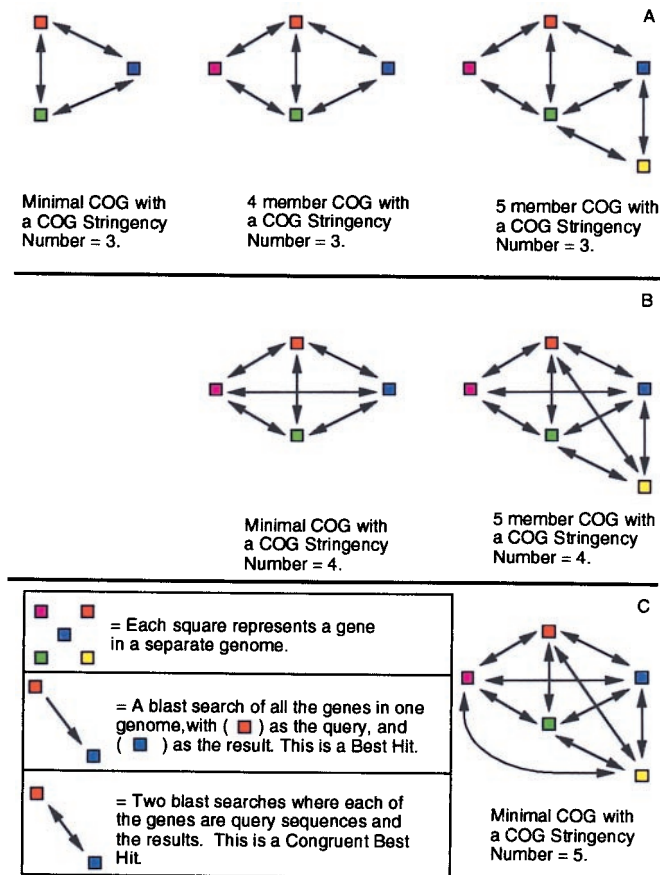 A
Minimal COG with
a COG Stringency
Number = 3.
4 member COG with
a COG Stringency
Number = 3.
5 member COG with
a COG Stringency
Number = 3.
B
Minimal COG with
a COG Stringency
Number = 4.
5 member COG with
a COG Stringency
Number = 4.
= Each square represents a gene
in a separate genome.
= A blast search of all the genes in one
genome,with ( ) as the query, and
( ) as the result. This is a Best Hit.
= Two blast searches where each of
the genes are query sequences and
the results. This is a Congruent Best
Hit.
C
Minimal COG with
a COG Stringency
Number = 5.